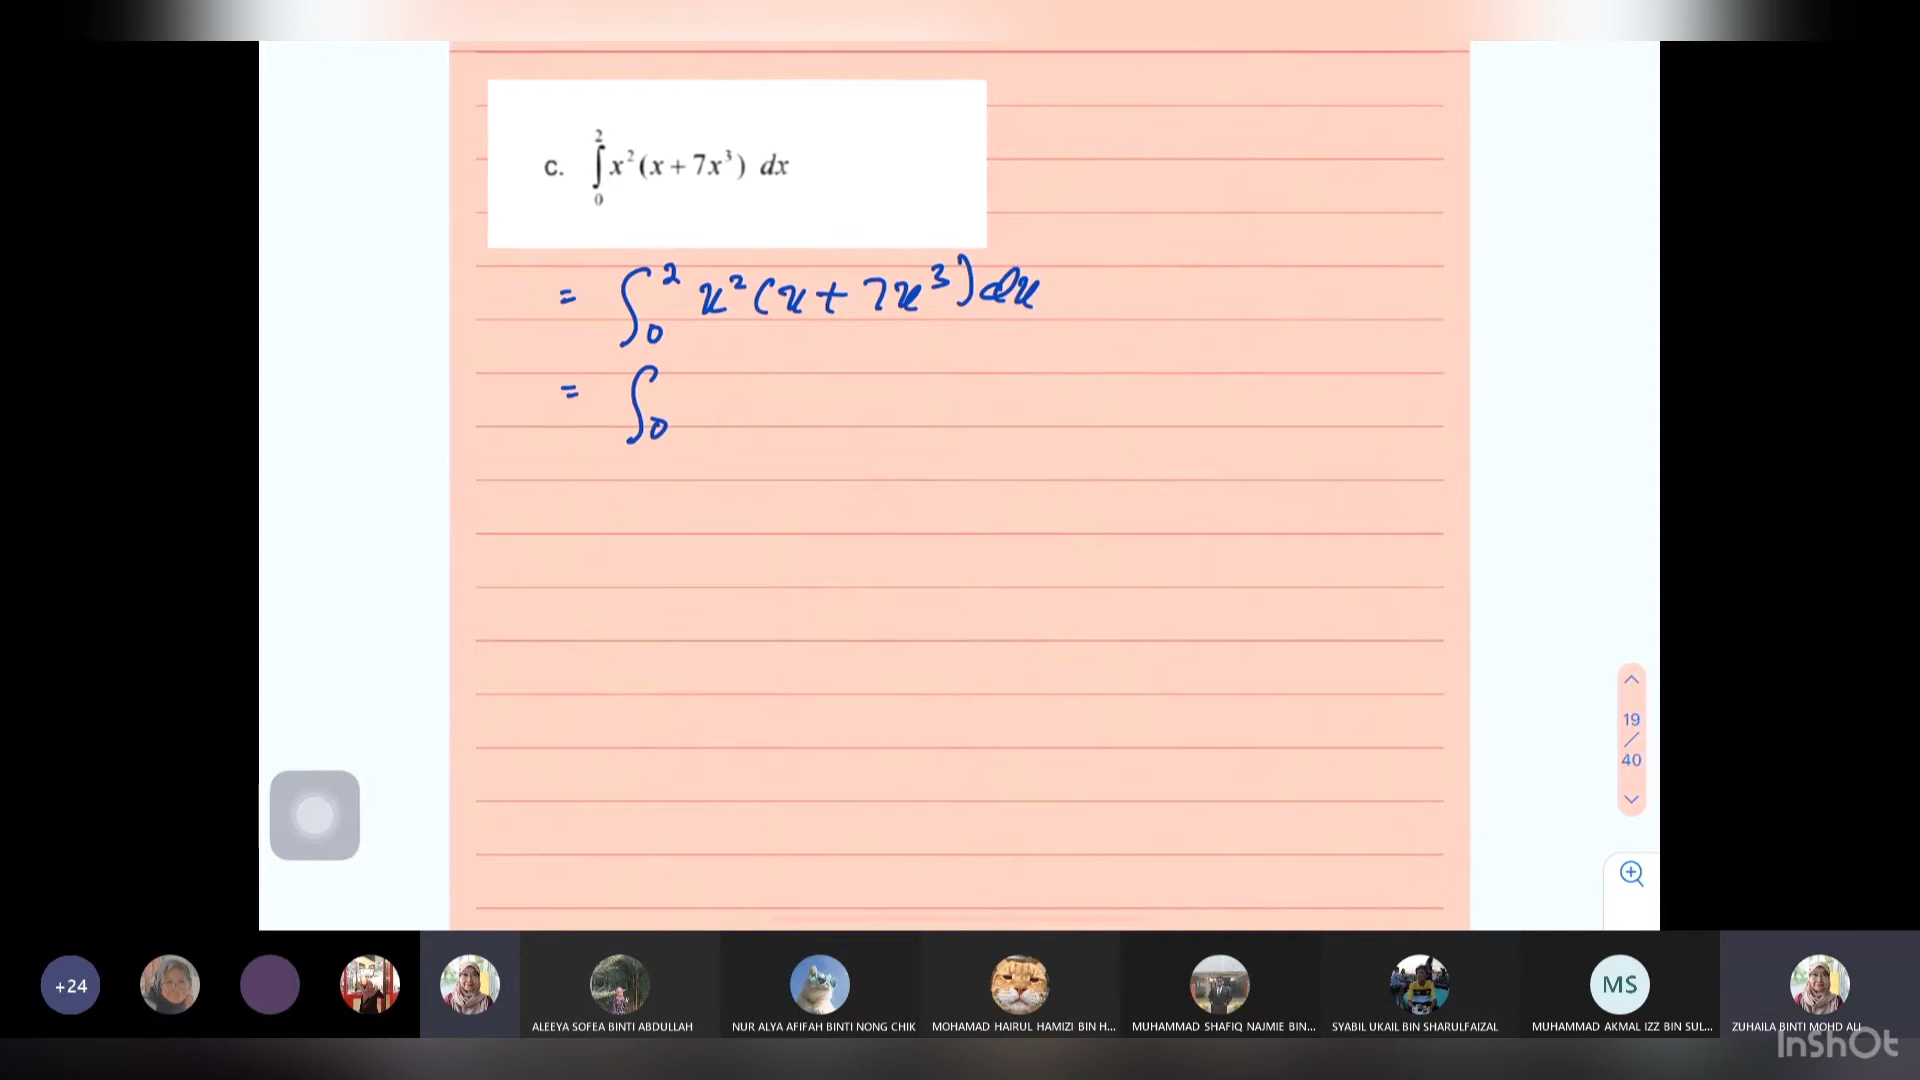 c. ∫₀² x²(x + 7x³) dx
= ∫₀² x²(x + 7x³)dx
= ∫₀
19
/
40
+24
MS
ALEEYA SOFEA BINTI ABDULLAH
NUR ALYA AFIFAH BINTI NONG CHIK
MOHAMAD HAIRUL HAMIZI BIN H...
MUHAMMAD SHAFIQ NAJMIE BIN...
SYABIL UKAIL BIN SHARULFAIZAL
MUHAMMAD AKMAL IZZ BIN SUL...
ZUHAILA BINTI MOHD ALI
InShOt